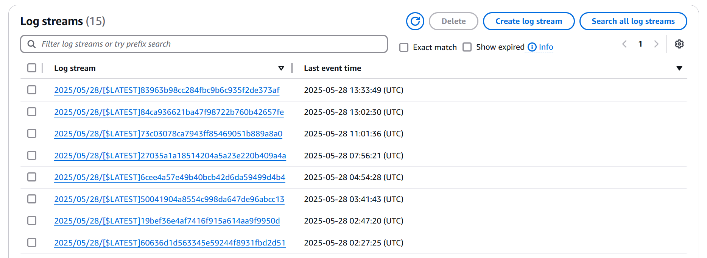 Log streams (15)
Delete
Create log stream
Search all log streams
Filter log streams or try prefix search
Exact match
Show expired
Info
1
Log stream
Last event time
2025/05/28/[$LATEST]83963b98cc284fbc9b6c935f2de373af 2025-05-28 13:33:49 (UTC)
2025/05/28/[$LATEST]84ca936621ba47f98722b760b42657fe 2025-05-28 13:02:30 (UTC)
2025/05/28/[$LATEST]73c03078ca7943ff85469051b889a8a0 2025-05-28 11:01:36 (UTC)
2025/05/28/[$LATEST]27035a1a18514204a5a23e220b409a4a 2025-05-28 07:56:21 (UTC)
2025/05/28/[$LATEST]6cee4a57e49b40bcb42d6da59499d4b4 2025-05-28 04:54:28 (UTC)
2025/05/28/[$LATEST]50041904a8554c998da647de96abcc13 2025-05-28 03:41:43 (UTC)
2025/05/28/[$LATEST]19bef36e4af7416f915a614aa9f9950d 2025-05-28 02:47:20 (UTC)
2025/05/28/[$LATEST]60636d1d563345e59244f8931fbd2d51 2025-05-28 02:27:25 (UTC)